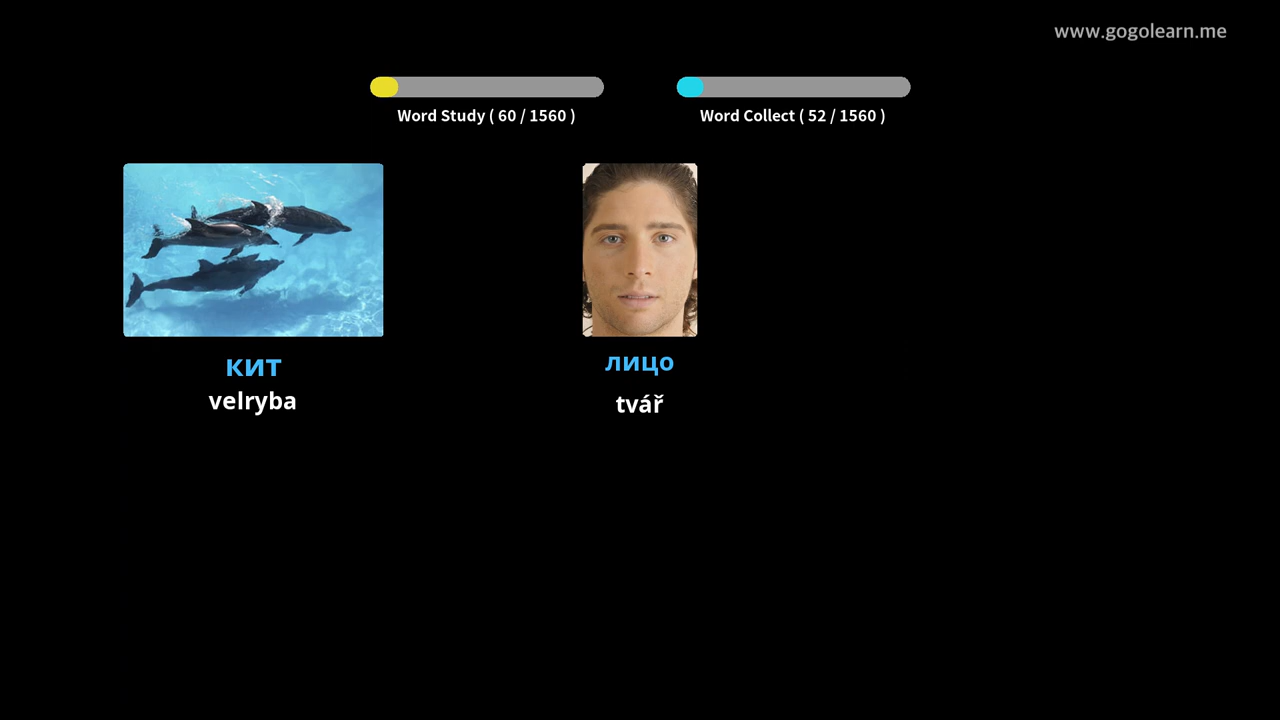 www.gogolearn.me
Word Study ( 60 / 1560 )
Word Collect ( 52 / 1560 )
кит
velryba
лицо
tvář